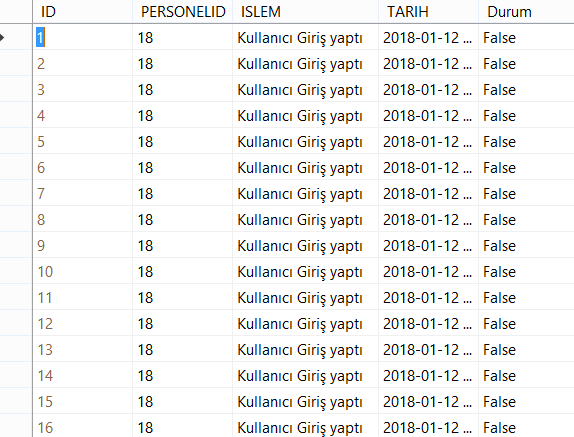 ID PERSONELID ISLEM TARIH Durum
1 18 Kullanıcı Giriş yaptı 2018-01-12 ... False
2 18 Kullanıcı Giriş yaptı 2018-01-12 ... False
3 18 Kullanıcı Giriş yaptı 2018-01-12 ... False
4 18 Kullanıcı Giriş yaptı 2018-01-12 ... False
5 18 Kullanıcı Giriş yaptı 2018-01-12 ... False
6 18 Kullanıcı Giriş yaptı 2018-01-12 ... False
7 18 Kullanıcı Giriş yaptı 2018-01-12 ... False
8 18 Kullanıcı Giriş yaptı 2018-01-12 ... False
9 18 Kullanıcı Giriş yaptı 2018-01-12 ... False
10 18 Kullanıcı Giriş yaptı 2018-01-12 ... False
11 18 Kullanıcı Giriş yaptı 2018-01-12 ... False
12 18 Kullanıcı Giriş yaptı 2018-01-12 ... False
13 18 Kullanıcı Giriş yaptı 2018-01-12 ... False
14 18 Kullanıcı Giriş yaptı 2018-01-12 ... False
15 18 Kullanıcı Giriş yaptı 2018-01-12 ... False
16 18 Kullanıcı Giriş yaptı 2018-01-12 ... False